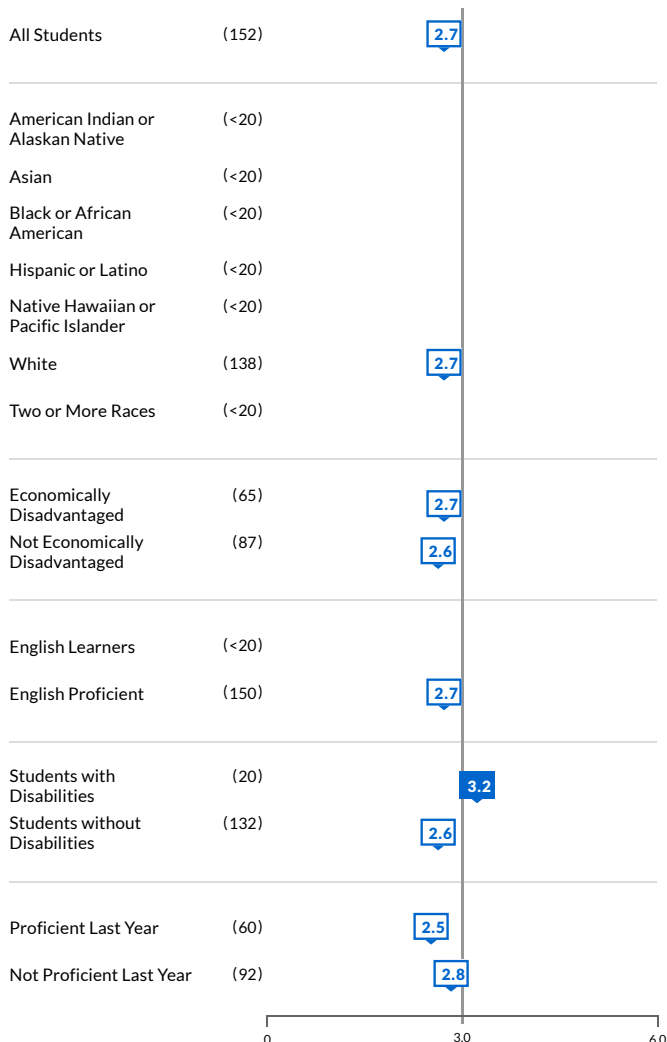 All Students (152) 2.7
American Indian or (<20)
Alaskan Native
Asian (<20)
Black or African (<20)
American
Hispanic or Latino (<20)
Native Hawaiian or (<20)
Pacific Islander
White (138) 2.7
Two or More Races (<20)
Economically (65) 2.7
Disadvantaged
Not Economically (87) 2.6
Disadvantaged
English Learners (<20)
English Proficient (150) 2.7
Students with (20) 3.2
Disabilities
Students without (132) 2.6
Disabilities
Proficient Last Year (60) 2.5
Not Proficient Last Year (92) 2.8
0 3.0 6.0